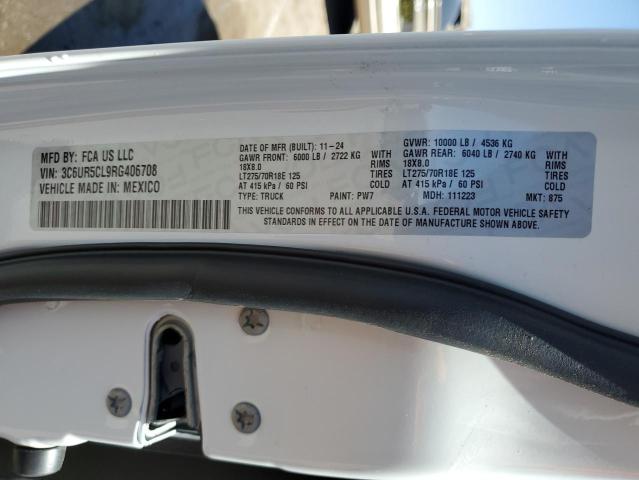 MFD BY: FCA US LLC
VIN: 3C6UR5CL9RG406708
VEHICLE MADE IN: MEXICO
DATE OF MFR (BUILT): 11-24
GAWR FRONT: 6000 LB / 2722 KG WITH
18X8.0 RIMS
LT275/70R18E 125 TIRES
AT 415 kPa / 60 PSI COLD
TYPE: TRUCK PAINT: PW7
GVWR: 10000 LB / 4536 KG
GAWR REAR: 6040 LB / 2740 KG WITH
18X8.0 RIMS
LT275/70R18E 125 TIRES
AT 415 kPa / 60 PSI COLD
MDH: 111223 MKT: 875
THIS VEHICLE CONFORMS TO ALL APPLICABLE U.S.A. FEDERAL MOTOR VEHICLE SAFETY
STANDARDS IN EFFECT ON THE DATE OF MANUFACTURE SHOWN ABOVE.